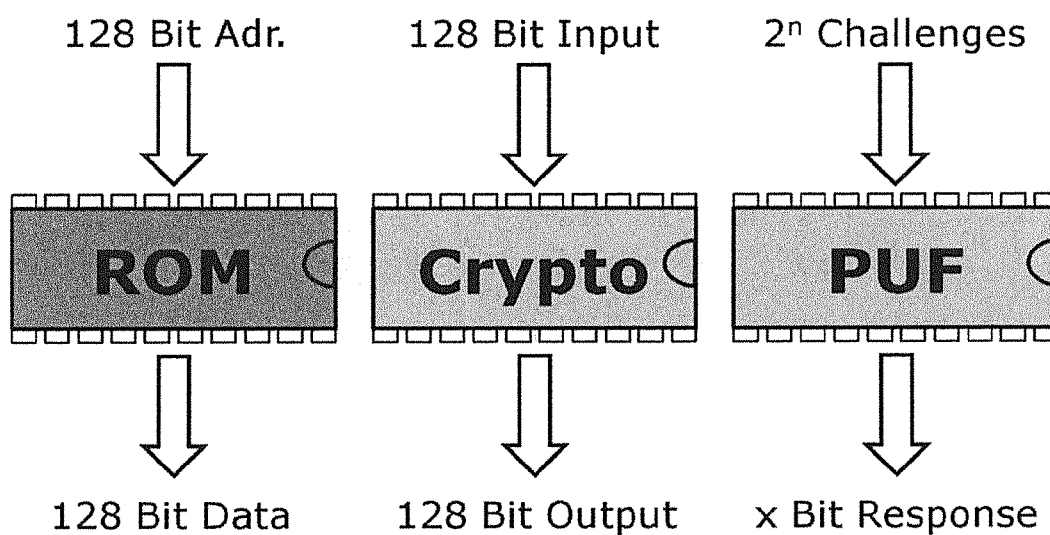 128 Bit Adr.
128 Bit Input
2ⁿ Challenges
ROM
Crypto
PUF
128 Bit Data
128 Bit Output
x Bit Response